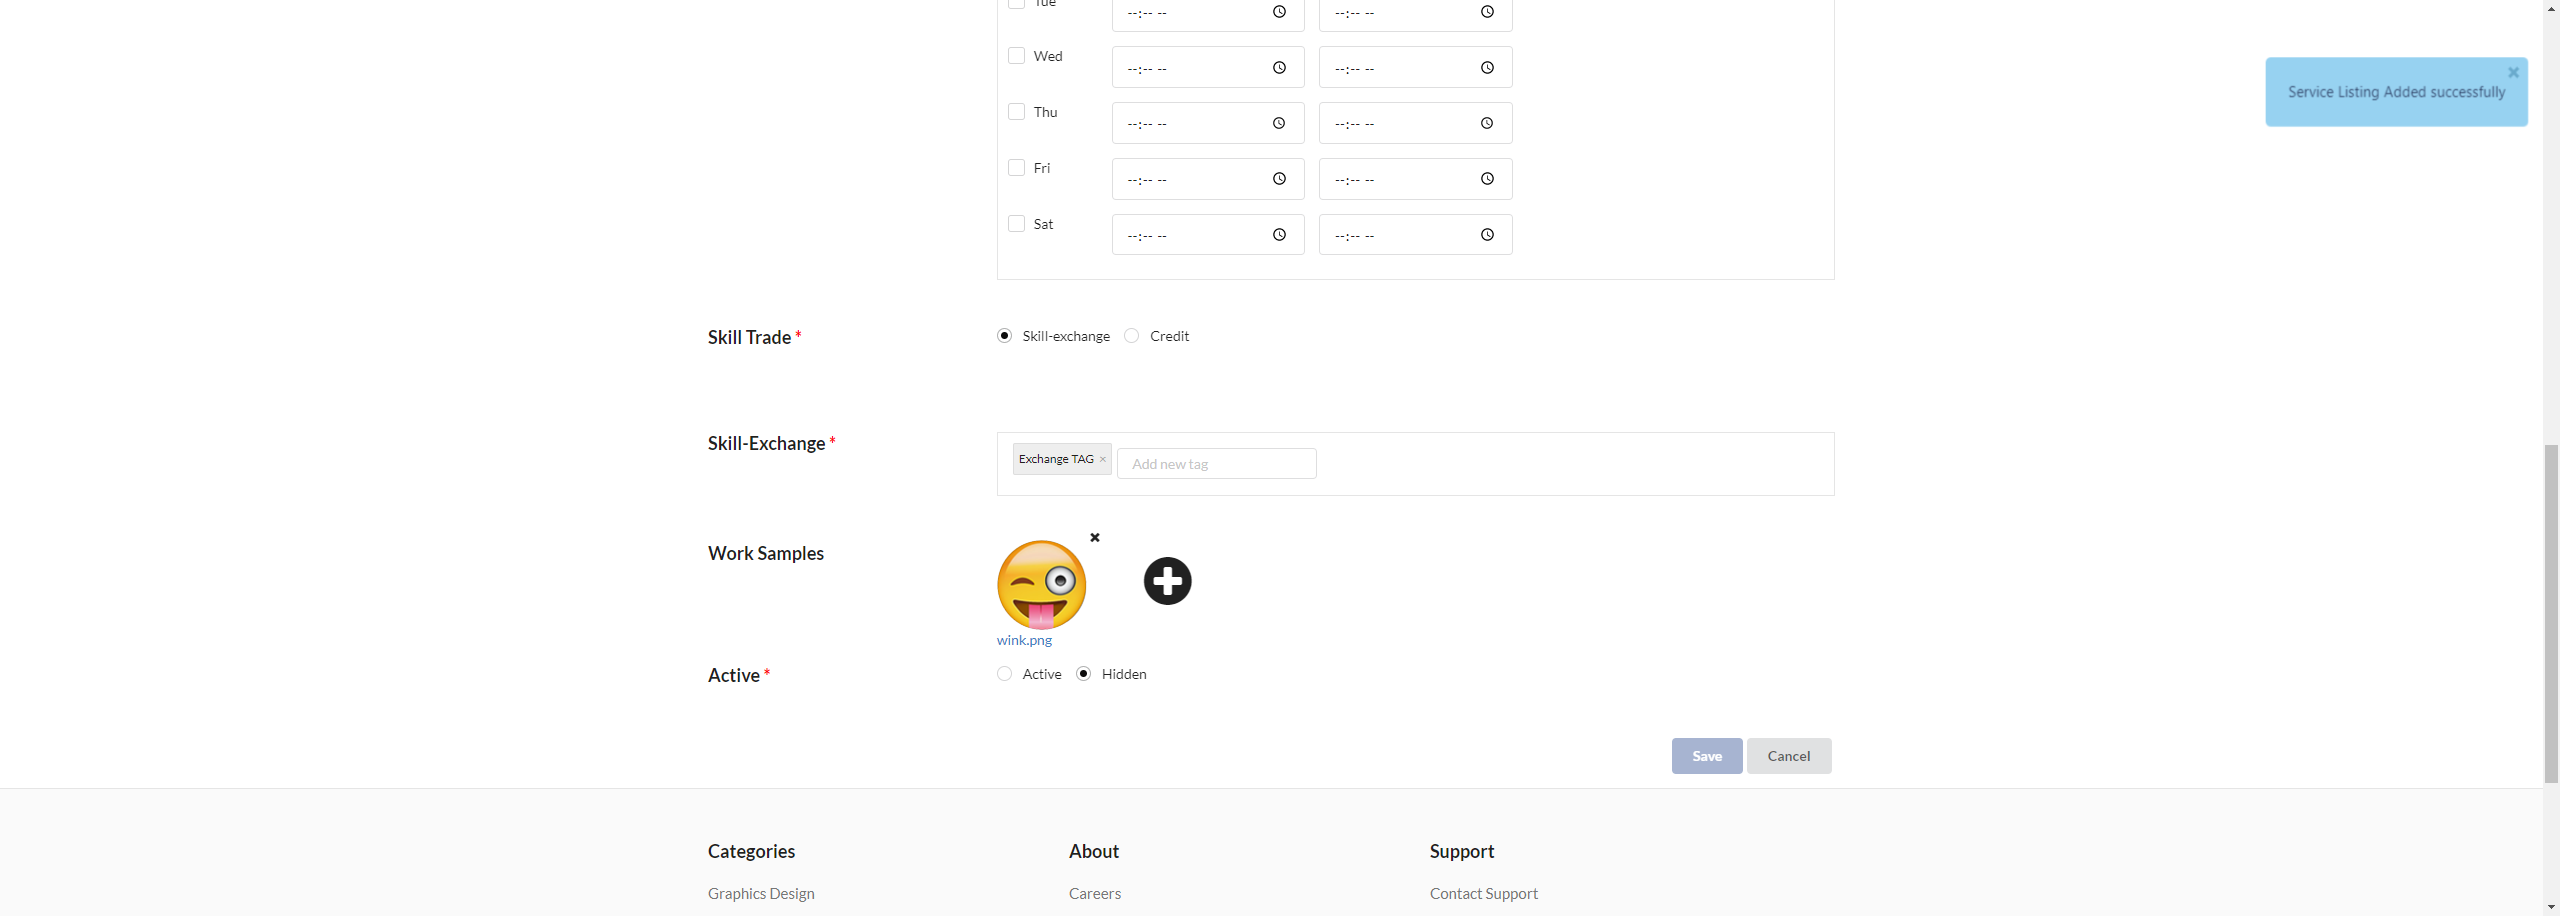 Tue --:-- -- --:-- --
Wed --:-- -- --:-- --
Service Listing Added successfully
Thu --:-- -- --:-- --
Fri --:-- -- --:-- --
Sat --:-- -- --:-- --
Skill Trade * Skill-exchange Credit
Skill-Exchange * Exchange TAG × Add new tag
Work Samples
wink.png
Active * Active Hidden
Save Cancel
Categories About Support
Graphics Design Careers Contact Support